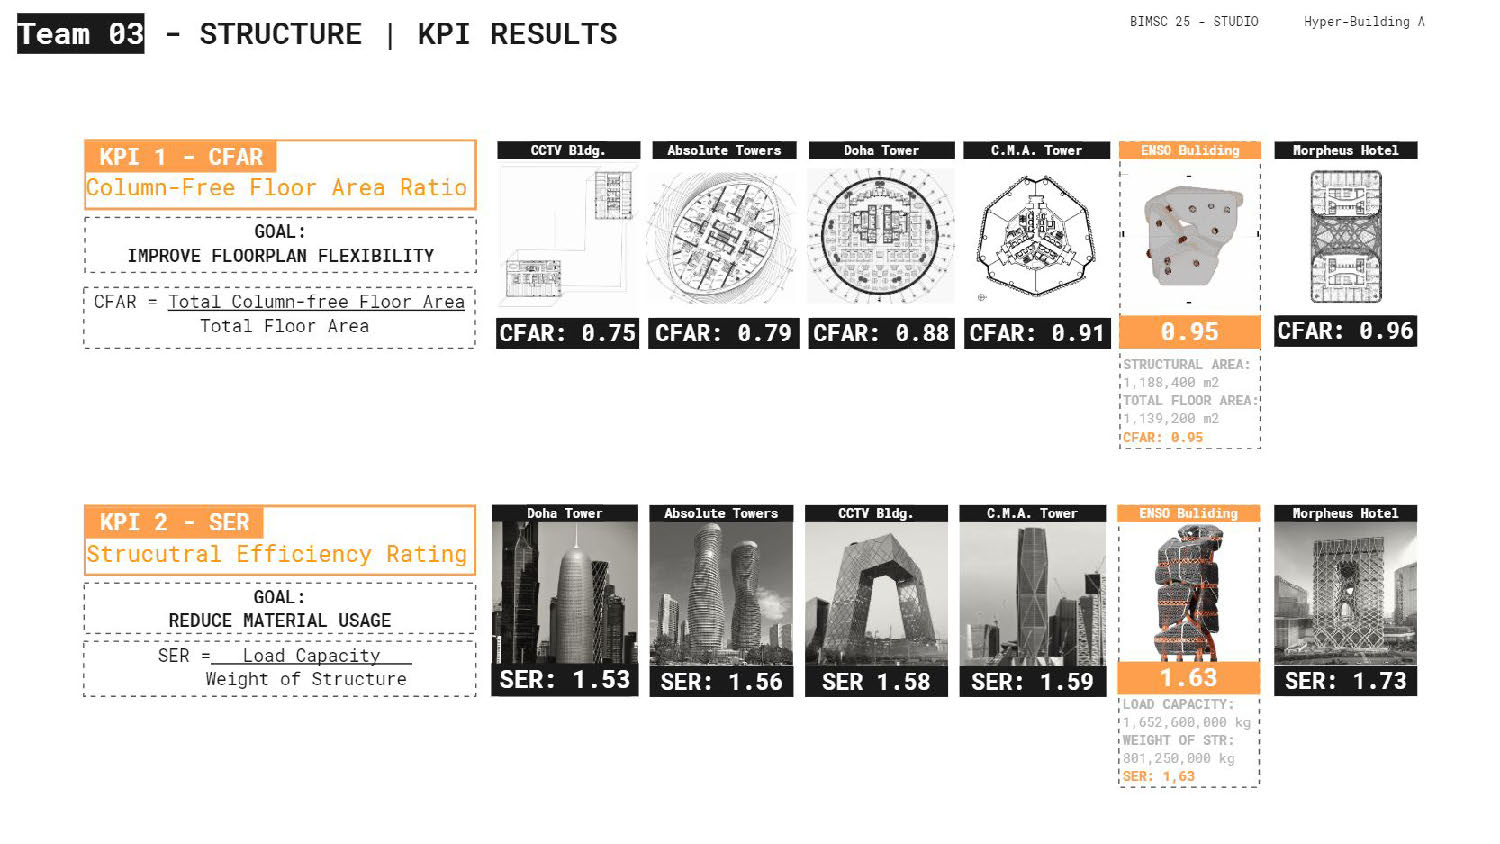 Team 03 - STRUCTURE | KPI RESULTS
BIMSC 25 - STUDIO
Hyper-Building A
KPI 1 - CFAR
Column-Free Floor Area Ratio
GOAL:
IMPROVE FLOORPLAN FLEXIBILITY
CFAR = Total Column-free Floor Area
Total Floor Area
CCTV Bldg.
CFAR: 0.75
Absolute Towers
CFAR: 0.79
Doha Tower
CFAR: 0.88
C.M.A. Tower
CFAR: 0.91
ENSO Buliding
0.95
STRUCTURAL AREA:
1,188,400 m2
TOTAL FLOOR AREA:
1,139,200 m2
CFAR: 0.95
Morpheus Hotel
CFAR: 0.96
KPI 2 - SER
Strucutral Efficiency Rating
GOAL:
REDUCE MATERIAL USAGE
SER = Load Capacity
Weight of Structure
Doha Tower
SER: 1.53
Absolute Towers
SER: 1.56
CCTV Bldg.
SER 1.58
C.M.A. Tower
SER: 1.59
ENSO Buliding
1.63
LOAD CAPACITY:
1,652,600,000 kg
WEIGHT OF STR:
801,250,000 kg
SER: 1,63
Morpheus Hotel
SER: 1.73